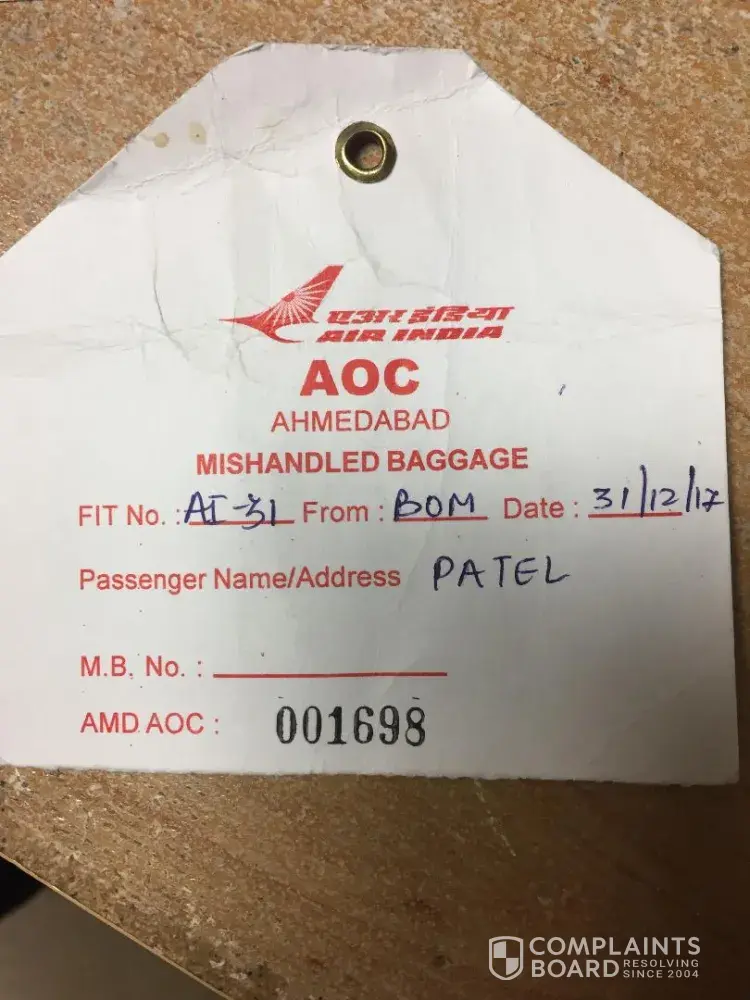 एअर इंडिया
AIR INDIA
AOC
AHMEDABAD
MISHANDLED BAGGAGE
FIT No. : AI-31 From : BOM Date : 31/12/17
Passenger Name/Address PATEL
M.B. No. :
AMD AOC : 001698
COMPLAINTS
BOARD RESOLVING
SINCE 2004